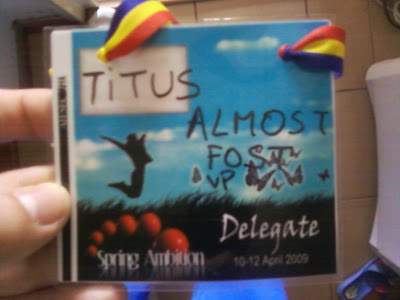 TiTUS
ALMOST
FOST
VP
Delegate
Spring Ambition
10-12 April 2009